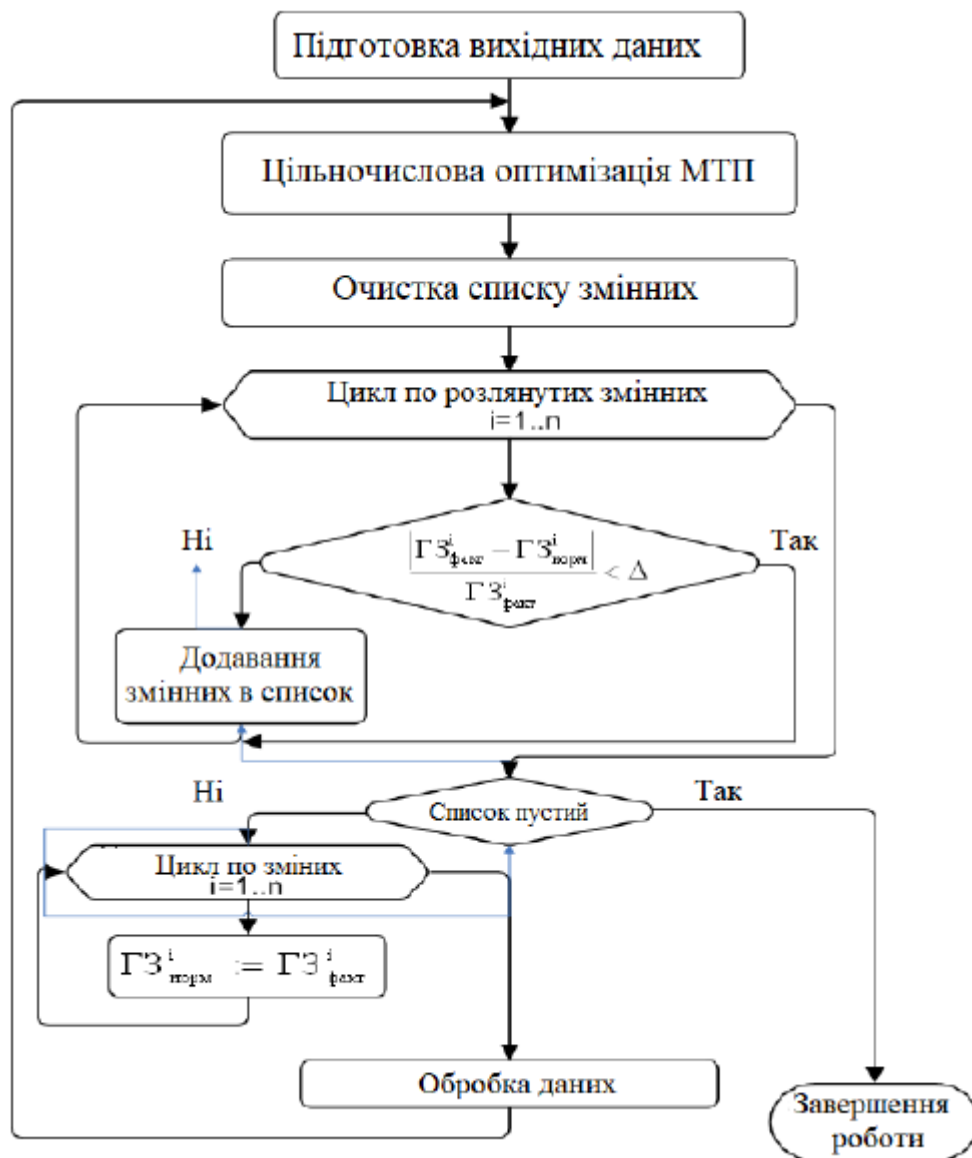 Підготовка вихідних даних
Цільночислова оптимізація МТП
Очистка списку змінних
Цикл по розлянутих змінних
i=1..n
Ні
|ГЗ^i_факт − ГЗ^i_норм| / ГЗ^i_факт < Δ
Так
Додавання
змінних в список
Ні
Список пустий
Так
Цикл по зміних
i=1..n
ГЗ^i_норм := ГЗ^i_факт
Обробка даних
Завершення
роботи